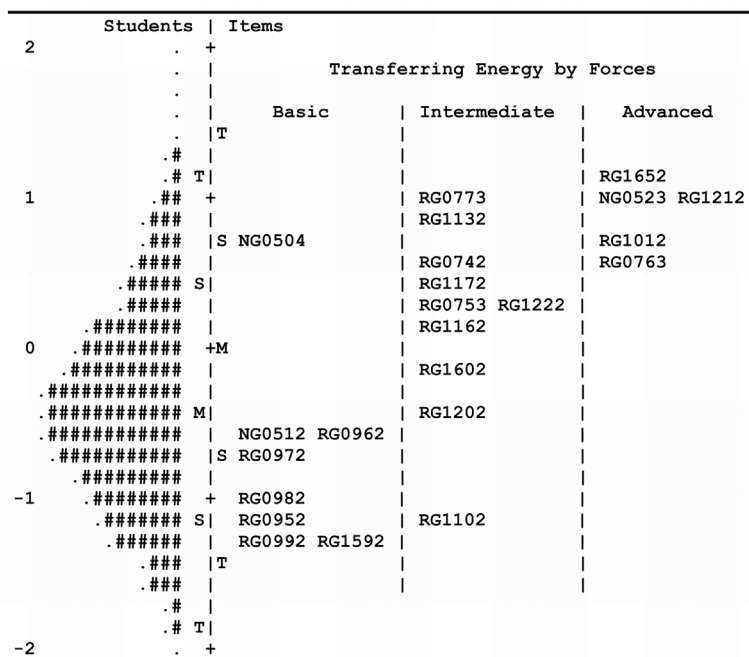 Students | Items
2 . +
. | Transferring Energy by Forces
. |
. | Basic | Intermediate | Advanced
. |T | |
.# | | |
.# T| | | RG1652
1 .## + | RG0773 | NG0523 RG1212
.### | | RG1132 |
.### |S NG0504 | | RG1012
.#### | | RG0742 | RG0763
.##### S| | RG1172 |
.##### | | RG0753 RG1222 |
.######## | | RG1162 |
0 .######### +M | |
.########## | | RG1602 |
.############ | | |
.############ M| | RG1202 |
.############ | NG0512 RG0962 | |
.########### |S RG0972 | |
.######### | | |
-1 .######## + RG0982 | |
.####### S| RG0952 | RG1102 |
.###### | RG0992 RG1592 | |
.### |T | |
.### | | |
.# |
.# T|
-2 . +